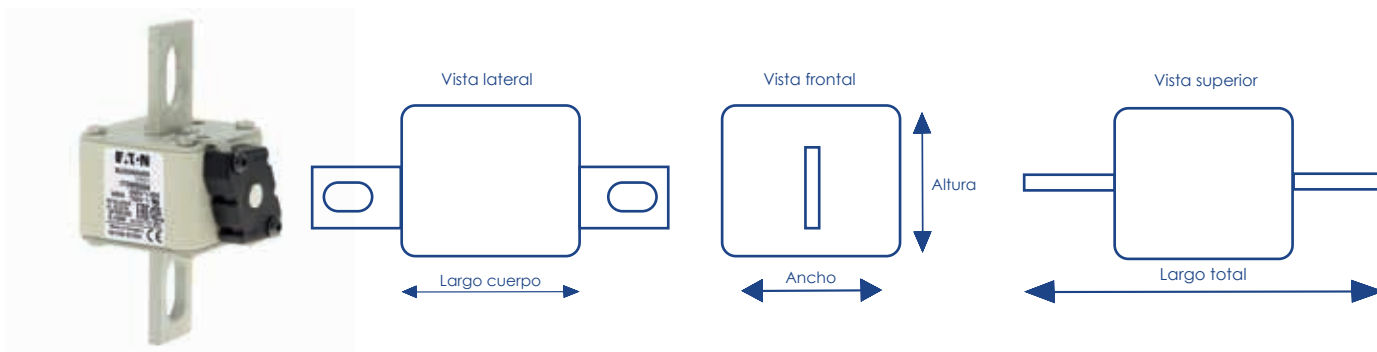 Vista lateral
Vista frontal
Vista superior
EATON
Altura
Largo cuerpo
Ancho
Largo total